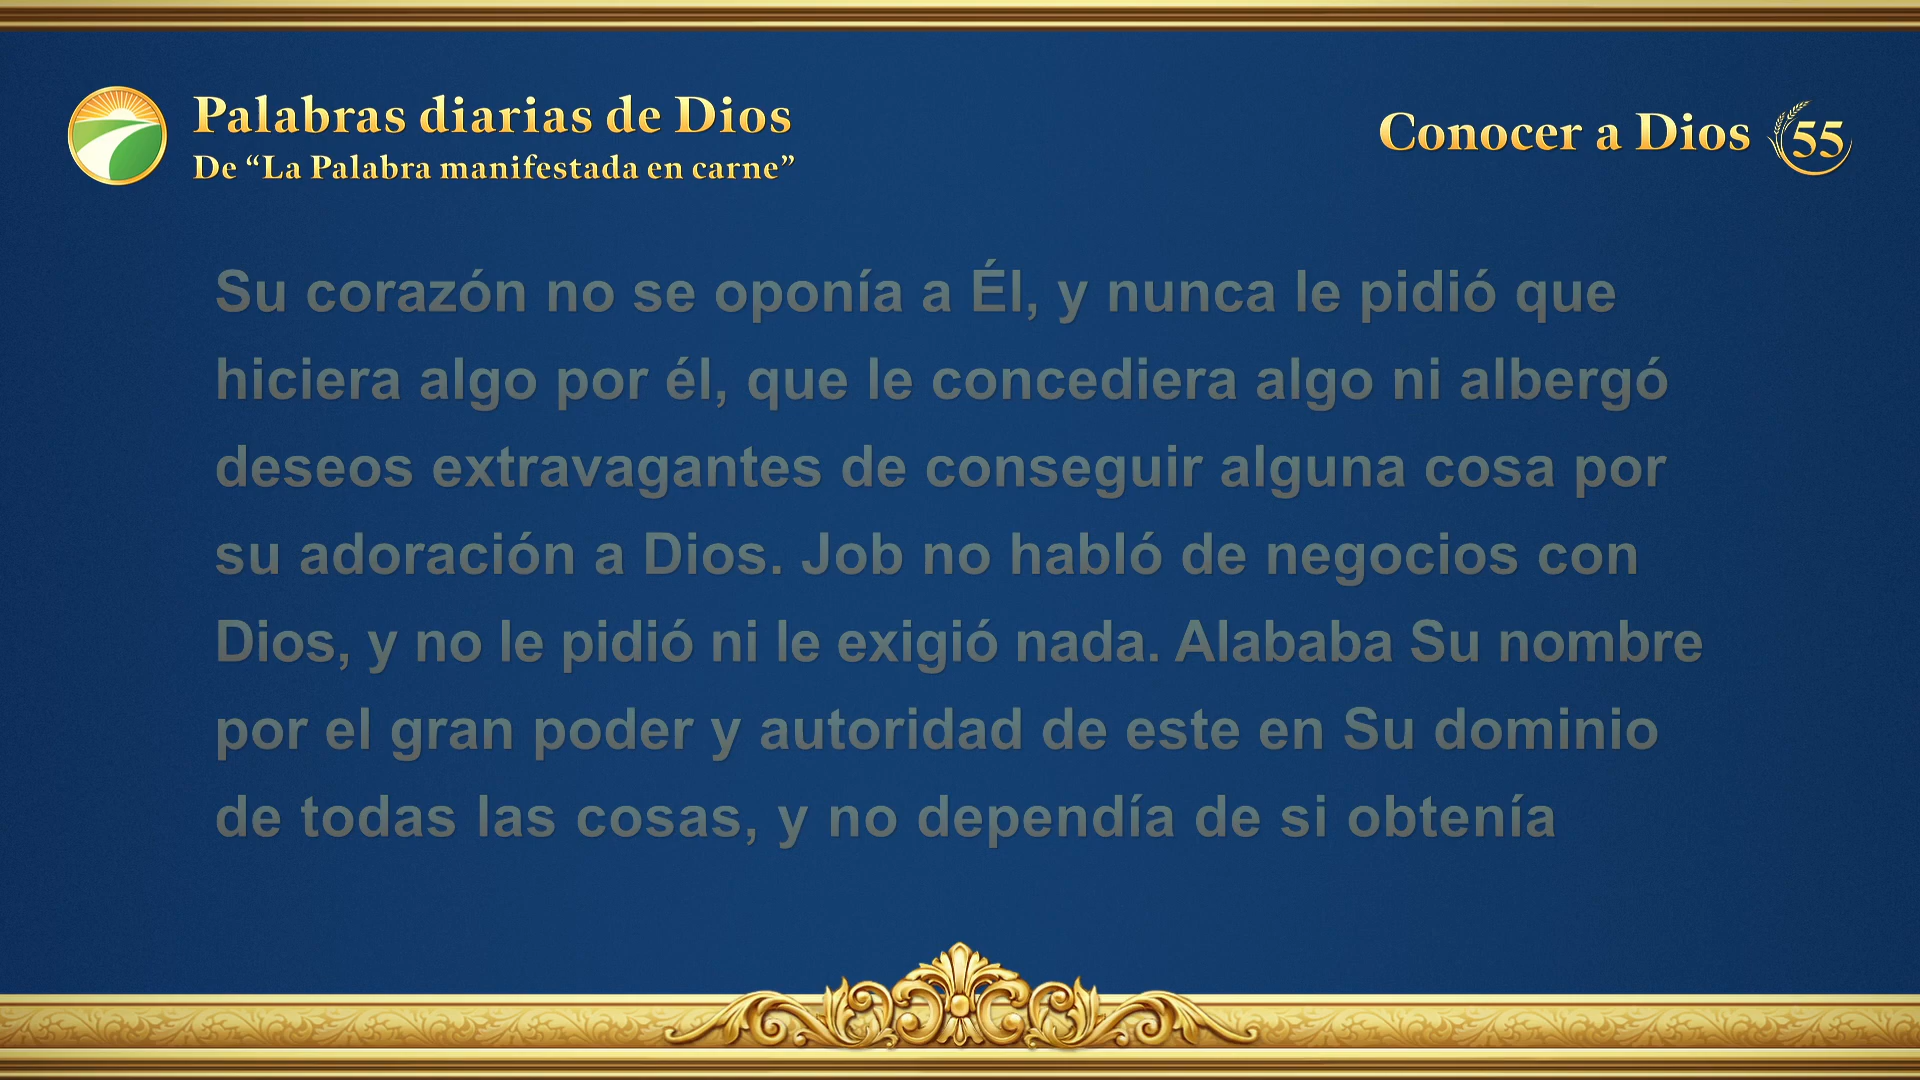 Palabras diarias de Dios
De “La Palabra manifestada en carne”
Conocer a Dios 55
Su corazón no se oponía a Él, y nunca le pidió que
hiciera algo por él, que le concediera algo ni albergó
deseos extravagantes de conseguir alguna cosa por
su adoración a Dios. Job no habló de negocios con
Dios, y no le pidió ni le exigió nada. Alababa Su nombre
por el gran poder y autoridad de este en Su dominio
de todas las cosas, y no dependía de si obtenía